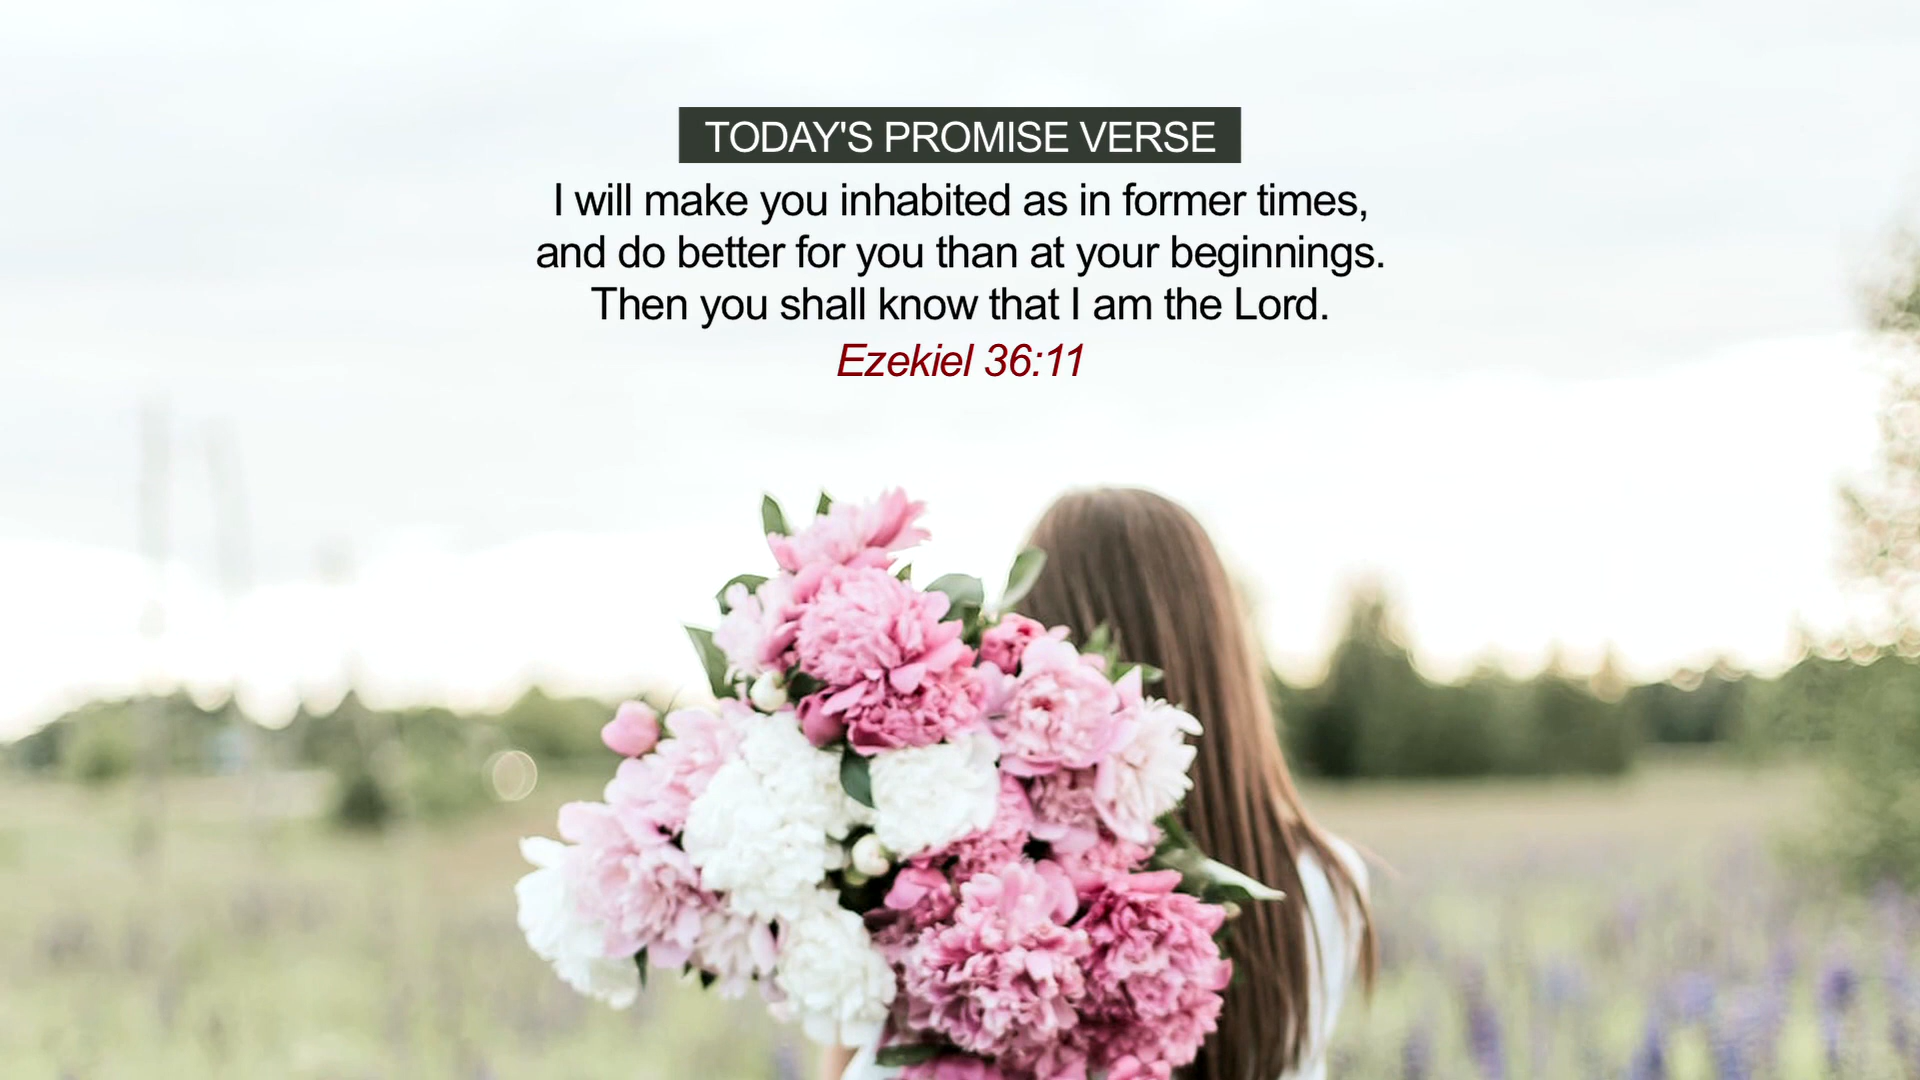 TODAY'S PROMISE VERSE
I will make you inhabited as in former times,
and do better for you than at your beginnings.
Then you shall know that I am the Lord.
Ezekiel 36:11